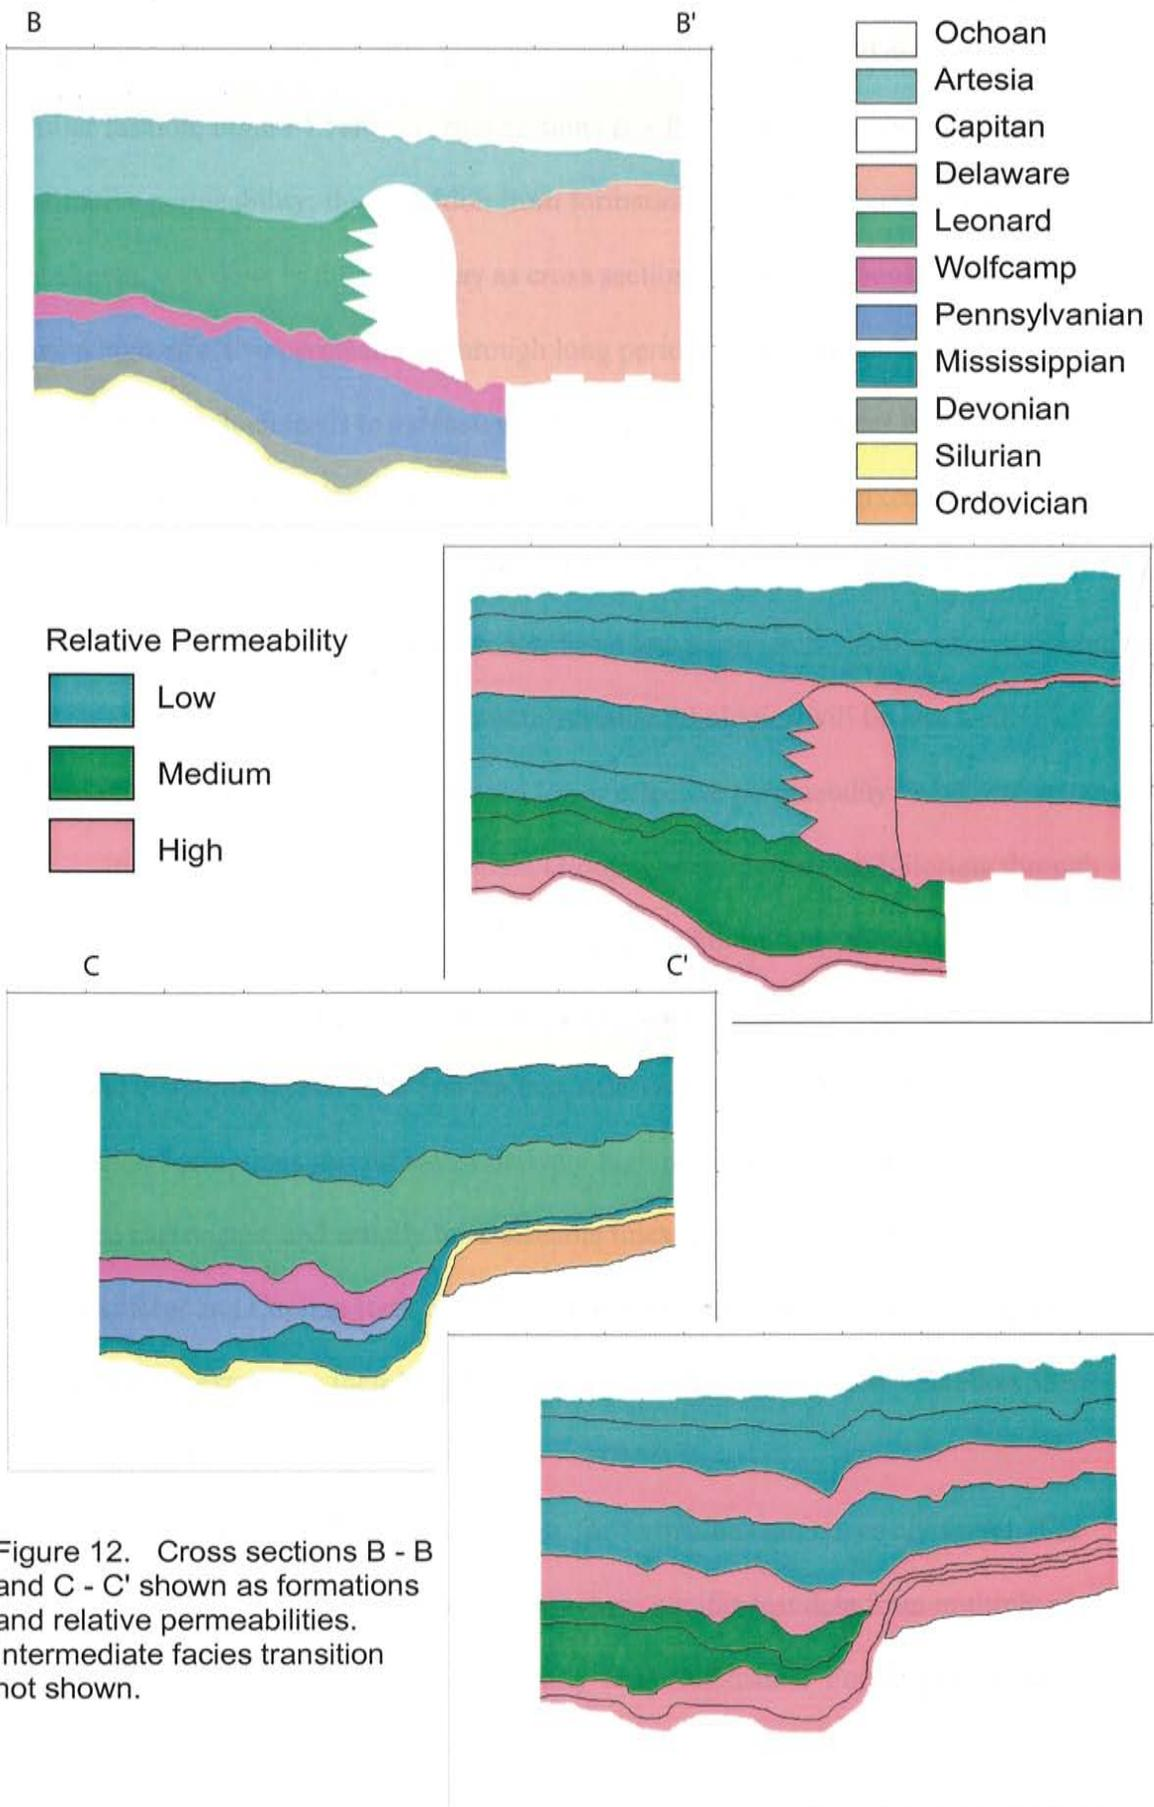 B
B'
Ochoan
Artesia
Capitan
Delaware
Leonard
Wolfcamp
Pennsylvanian
Mississippian
Devonian
Silurian
Ordovician
Relative Permeability
Low
Medium
High
C
C'
Figure 12. Cross sections B - B
and C - C' shown as formations
and relative permeabilities.
ntermediate facies transition
not shown.